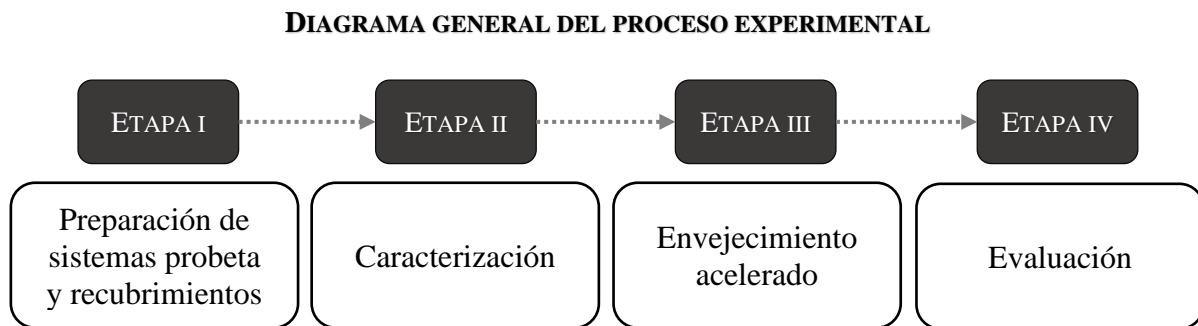 DIAGRAMA GENERAL DEL PROCESO EXPERIMENTAL
ETAPA I
ETAPA II
ETAPA III
ETAPA IV
Preparación de
sistemas probeta
y recubrimientos
Caracterización
Envejecimiento
acelerado
Evaluación